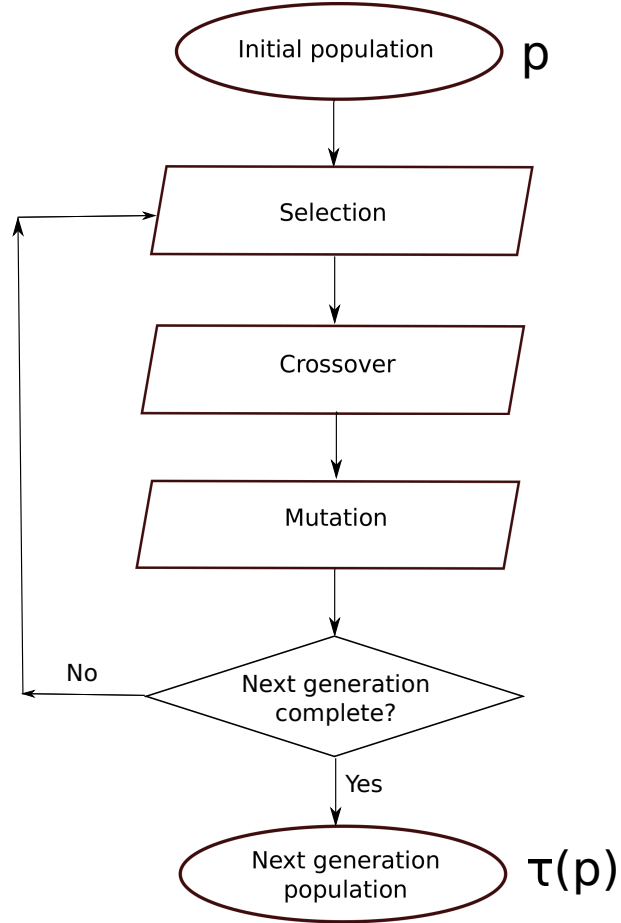 Initial population
p
Selection
Crossover
Mutation
No
Next generation
complete?
Yes
Next generation
population
τ(p)